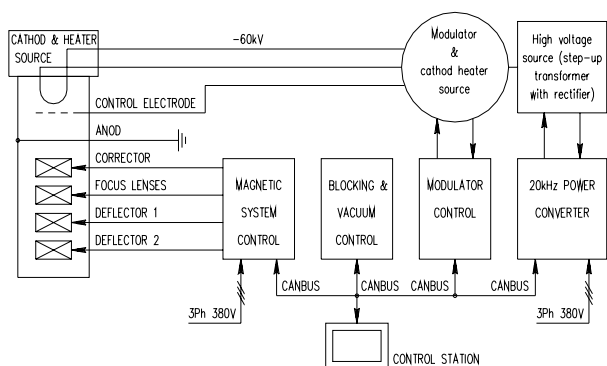 CATHOD & HEATER
SOURCE
-60kV
Modulator
&
cathod heater
source
High voltage
source (step-up
transformer
with rectifier)
CONTROL ELECTRODE
ANOD
CORRECTOR
FOCUS LENSES
DEFLECTOR 1
DEFLECTOR 2
MAGNETIC
SYSTEM
CONTROL
BLOCKING &
VACUUM
CONTROL
MODULATOR
CONTROL
20kHz POWER
CONVERTER
CANBUS
CANBUS
CANBUS
CANBUS
3Ph 380V
3Ph 380V
CONTROL STATION